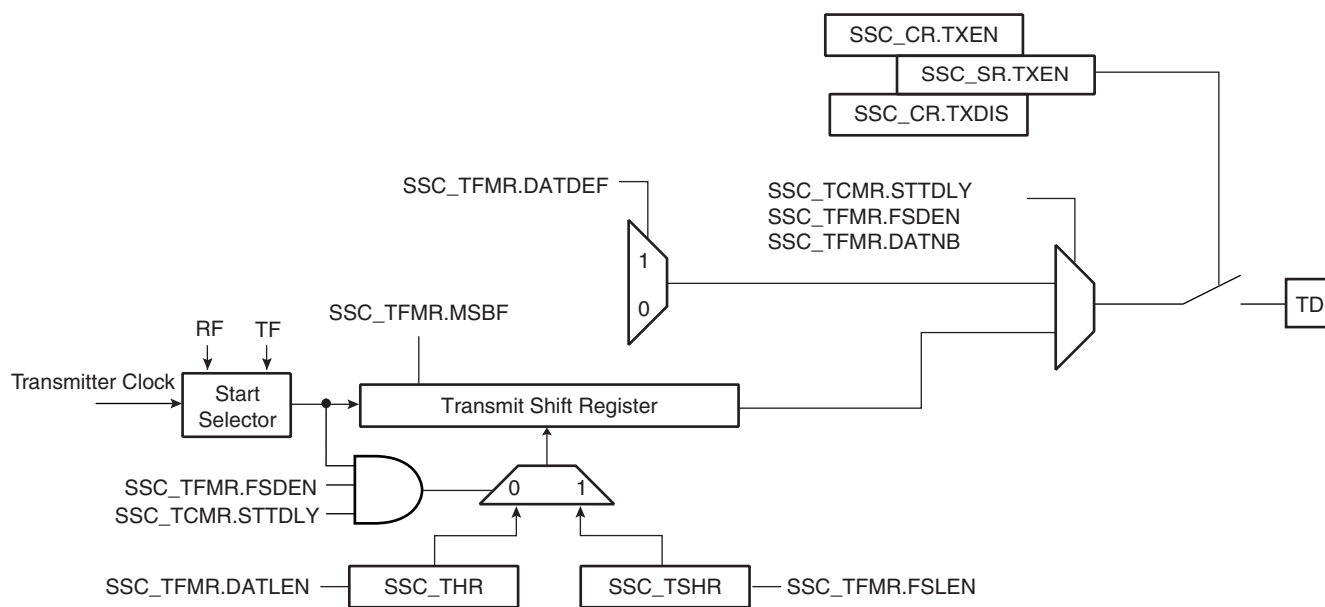 SSC_CR.TXEN
SSC_SR.TXEN
SSC_CR.TXDIS
SSC_TFMR.DATDEF
SSC_TCMR.STTDLY
SSC_TFMR.FSDEN
SSC_TFMR.DATNB
1
0
TD
SSC_TFMR.MSBF
RF
TF
Transmitter Clock
Start
Selector
Transmit Shift Register
SSC_TFMR.FSDEN
SSC_TCMR.STTDLY
0
1
SSC_TFMR.DATLEN
SSC_THR
SSC_TSHR
SSC_TFMR.FSLEN